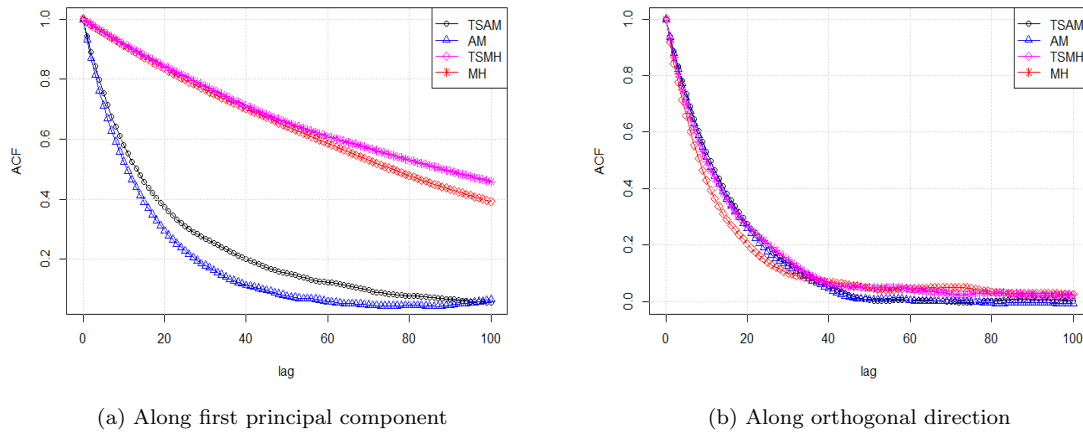 TSAM
AM
TSMH
MH
1.0
0.8
0.6
0.4
0.2
ACF
0
20
40
60
80
100
lag
(a) Along first principal component
TSAM
AM
TSMH
MH
1.0
0.8
0.6
0.4
0.2
0.0
ACF
0
20
40
60
80
100
lag
(b) Along orthogonal direction